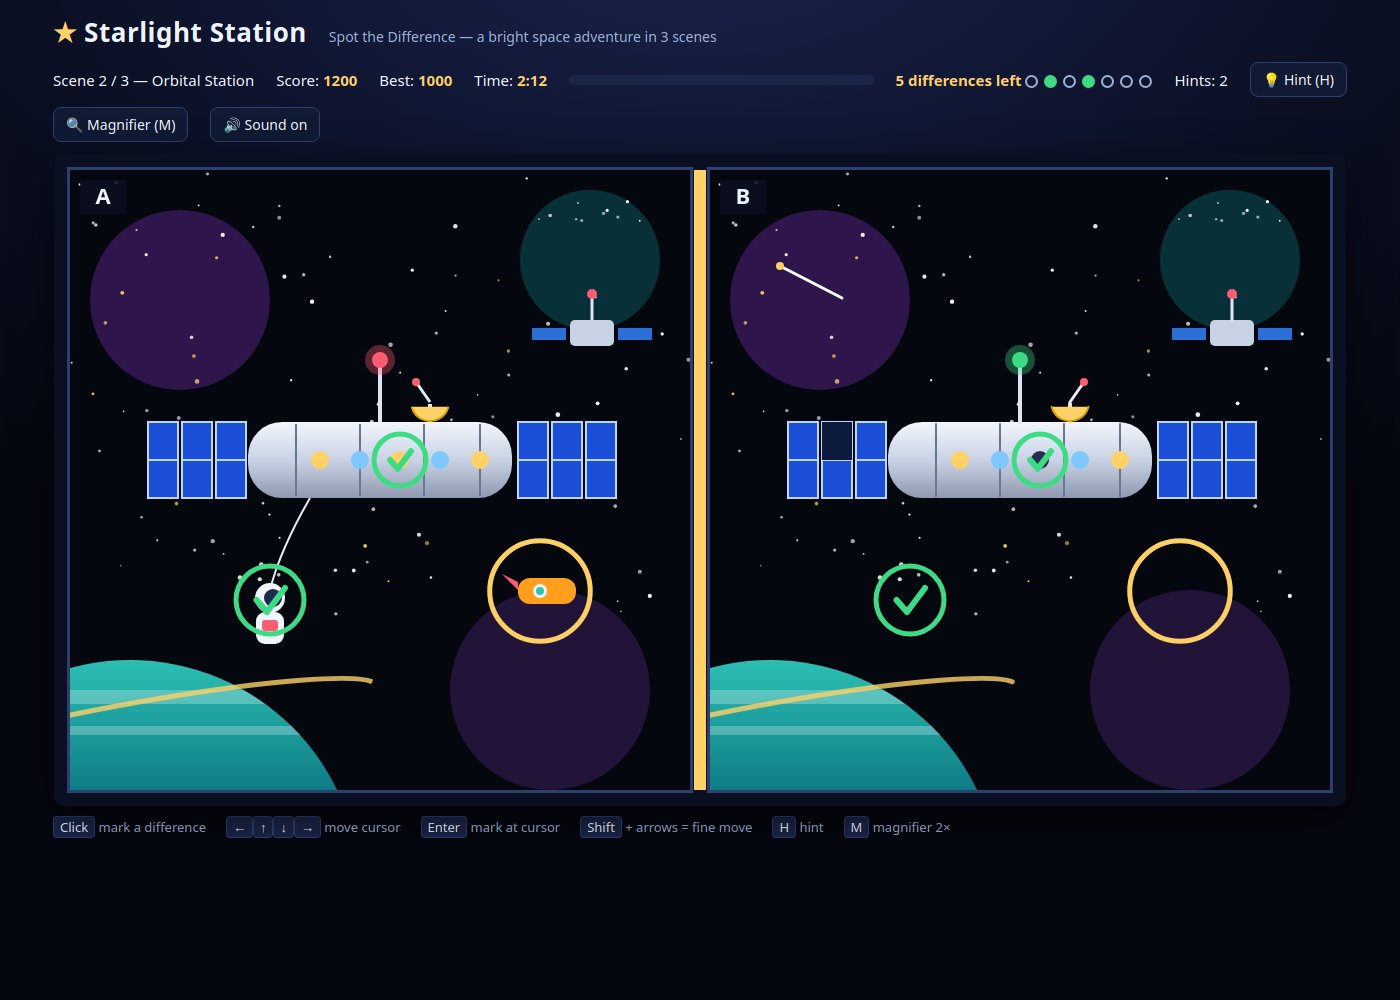 ★ Starlight Station Spot the Difference — a bright space adventure in 3 scenes
Scene 2 / 3 — Orbital Station Score: 1200 Best: 1000 Time: 2:12 5 differences left Hints: 2 💡 Hint (H)
🔍 Magnifier (M) 🔊 Sound on
A B
Click mark a difference ← ↑ ↓ → move cursor Enter mark at cursor Shift + arrows = fine move H hint M magnifier 2×